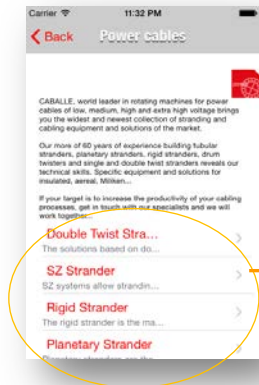 Carrier 11:32 PM
Back Power cables
CABALLE, world leader in rotating machines for power
cables of low, medium, high and extra high voltage brings
you the widest and newest collection of stranding and
cabling equipment and solutions of the market.
Our more of 60 years of experience building tubular
stranders, planetary stranders, rigid stranders, drum
twisters and single and double twist stranders reveals our
technical skills. Specific equipment and solutions for
insulated, aereal, Milliken...
If your target is to increase the productivity of your cabling
processes, get in touch with our specialists and we will
work together...
Double Twist Stra...
The solutions based on do...
SZ Strander
SZ systems allow strandin...
Rigid Strander
The rigid strander is the ma...
Planetary Strander